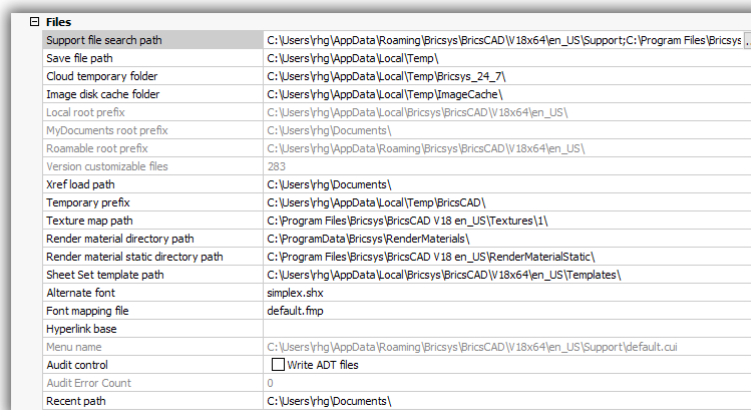 Files
Support file search path C:\Users\rhg\AppData\Roaming\Bricsys\BricsCAD\V18x64\en_US\Support;C:\Program Files\Bricsys ...
Save file path C:\Users\rhg\AppData\Local\Temp\
Cloud temporary folder C:\Users\rhg\AppData\Local\Temp\Bricsys_24_7\
Image disk cache folder C:\Users\rhg\AppData\Local\Temp\ImageCache\
Local root prefix C:\Users\rhg\AppData\Local\Bricsys\BricsCAD\V18x64\en_US\
MyDocuments root prefix C:\Users\rhg\Documents\
Roamable root prefix C:\Users\rhg\AppData\Roaming\Bricsys\BricsCAD\V18x64\en_US\
Version customizable files 283
Xref load path C:\Users\rhg\Documents\
Temporary prefix C:\Users\rhg\AppData\Local\Temp\BricsCAD\
Texture map path C:\Program Files\Bricsys\BricsCAD V18 en_US\Textures\1\
Render material directory path C:\ProgramData\Bricsys\RenderMaterials\
Render material static directory path C:\Program Files\Bricsys\BricsCAD V18 en_US\RenderMaterialStatic\
Sheet Set template path C:\Users\rhg\AppData\Local\Bricsys\BricsCAD\V18x64\en_US\Templates\
Alternate font simplex.shx
Font mapping file default.fmp
Hyperlink base
Menu name C:\Users\rhg\AppData\Roaming\Bricsys\BricsCAD\V18x64\en_US\Support\default.cui
Audit control Write ADT files
Audit Error Count 0
Recent path C:\Users\rhg\Documents\